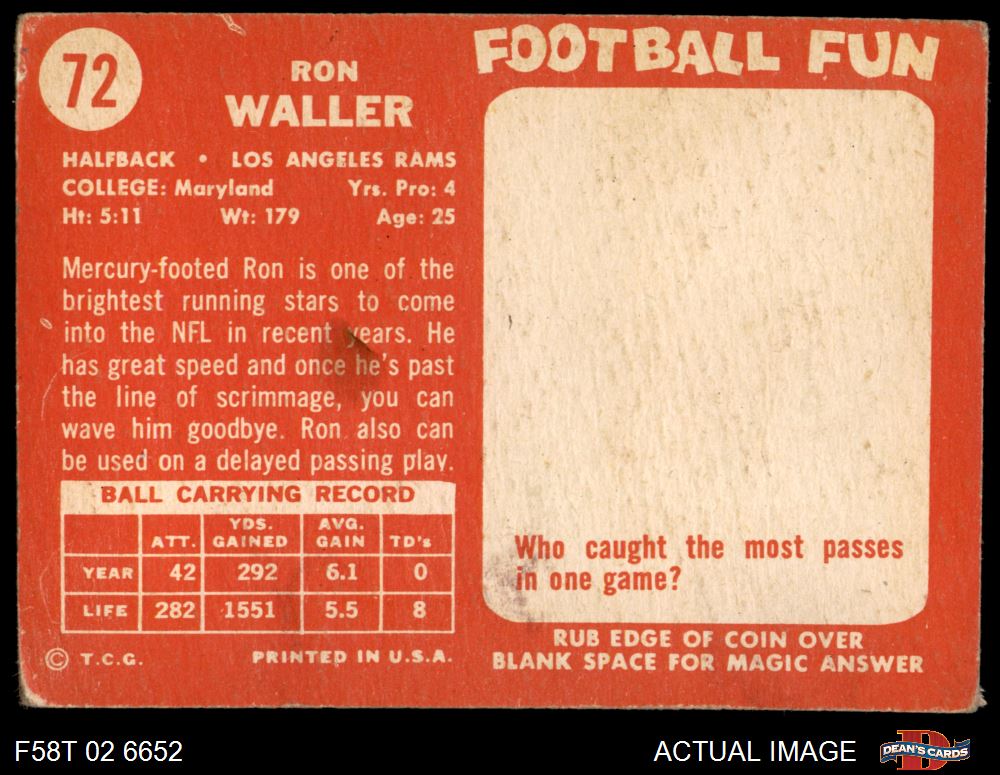 72
RON
WALLER
HALFBACK • LOS ANGELES RAMS
COLLEGE: Maryland Yrs. Pro: 4
Ht: 5:11 Wt: 179 Age: 25
Mercury-footed Ron is one of the
brightest running stars to come
into the NFL in recent years. He
has great speed and once he's past
the line of scrimmage, you can
wave him goodbye. Ron also can
be used on a delayed passing play.
BALL CARRYING RECORD
ATT. YDS. GAINED AVG. GAIN TD's
YEAR 42 292 6.1 0
LIFE 282 1551 5.5 8
© T.C.G. PRINTED IN U.S.A.
FOOTBALL FUN
Who caught the most passes
in one game?
RUB EDGE OF COIN OVER
BLANK SPACE FOR MAGIC ANSWER
F58T 02 6652 ACTUAL IMAGE D DEAN'S CARDS